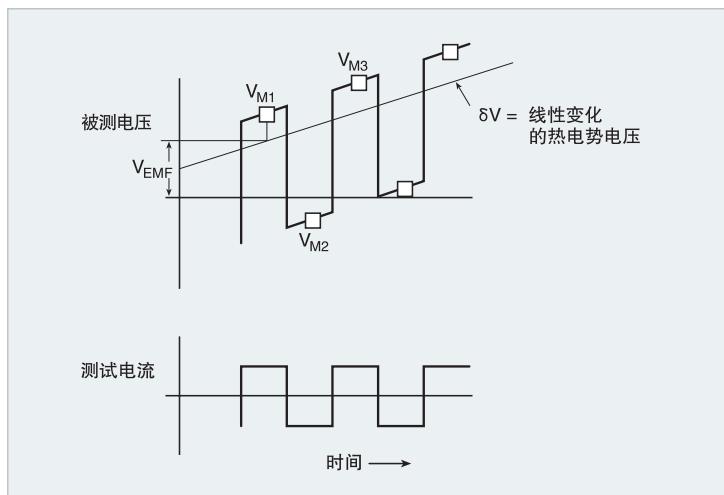 V_M3
V_M1
被测电压
δV = 线性变化
的热电势电压
V_EMF
V_M2
测试电流
时间